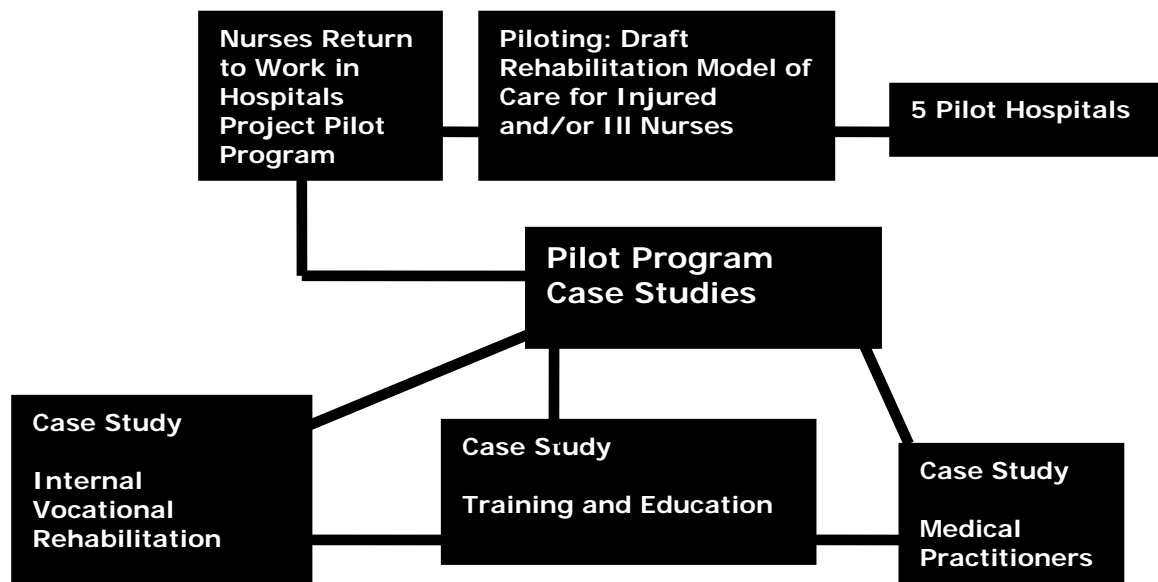 Nurses Return
to Work in
Hospitals
Project Pilot
Program
Piloting: Draft
Rehabilitation Model of
Care for Injured
and/or Ill Nurses
5 Pilot Hospitals
Pilot Program
Case Studies
Case Study
Internal
Vocational
Rehabilitation
Case Study
Training and Education
Case Study
Medical
Practitioners